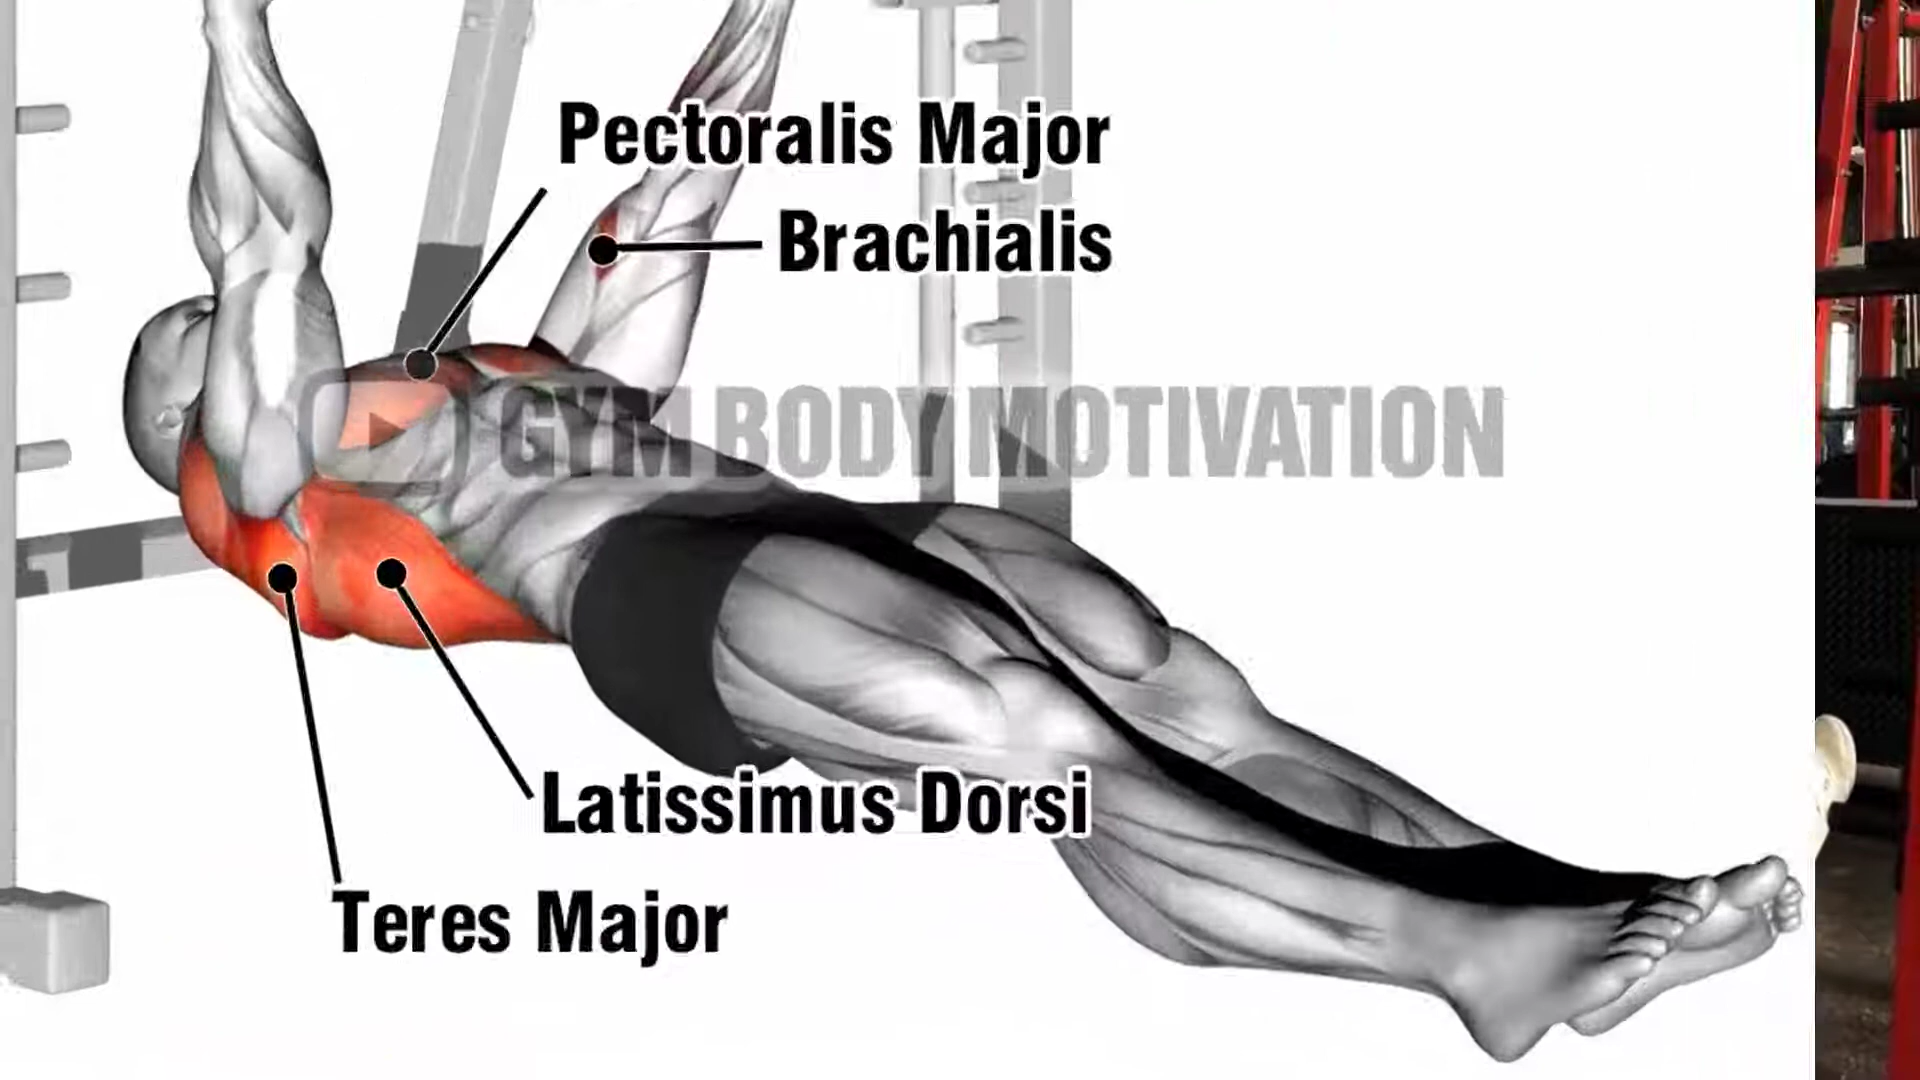 Pectoralis Major
Brachialis
GYM BODY MOTIVATION
Latissimus Dorsi
Teres Major